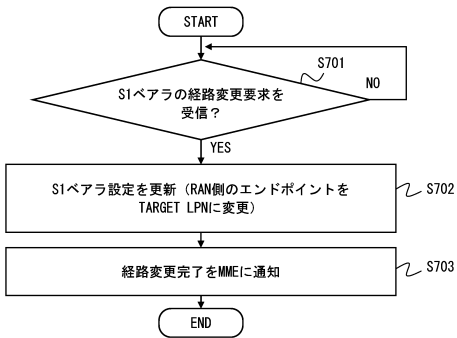 START
S701
S1ベアラの経路変更要求を
受信？
NO
YES
S1ベアラ設定を更新（RAN側のエンドポイントを
TARGET LPNに変更）
S702
経路変更完了をMMEに通知
S703
END